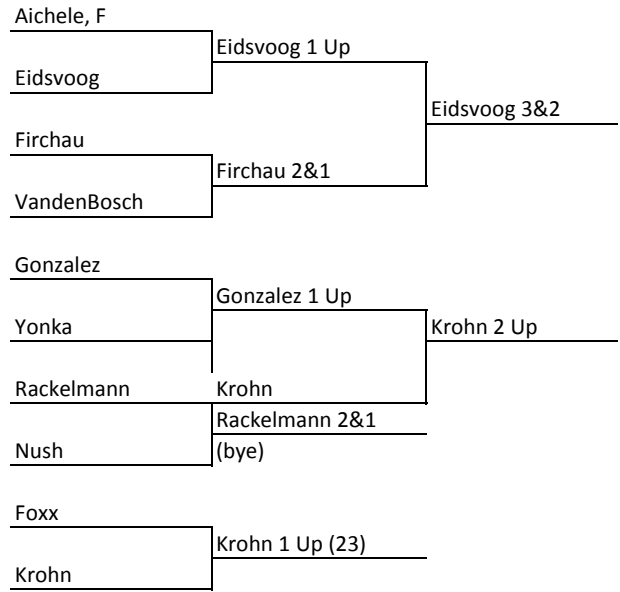 Aichele, F
Eidsvoog 1 Up
Eidsvoog
Eidsvoog 3&2
Firchau
Firchau 2&1
VandenBosch
Gonzalez
Gonzalez 1 Up
Yonka
Krohn 2 Up
Rackelmann
Krohn
Rackelmann 2&1
Nush
(bye)
Foxx
Krohn 1 Up (23)
Krohn